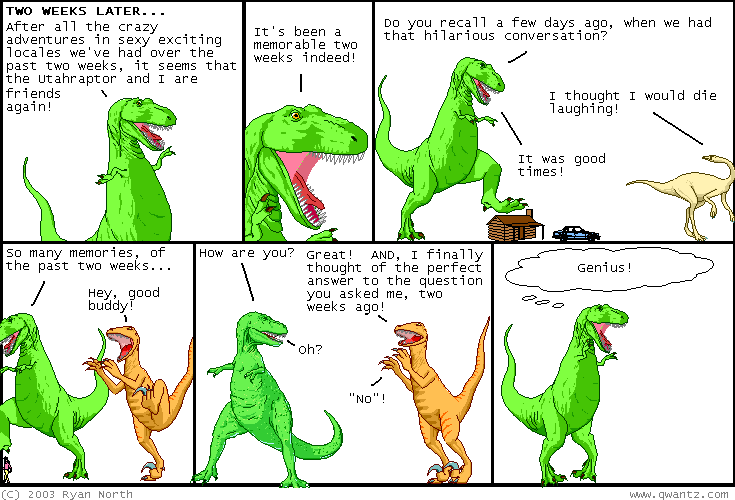 TWO WEEKS LATER...
After all the crazy
adventures in sexy exciting
locales we've had over the
past two weeks, it seems that
the Utahraptor and I are
friends
again!
It's been a
memorable two
weeks indeed!
Do you recall a few days ago, when we had
that hilarious conversation?
I thought I would die
laughing!
It was good
times!
So many memories, of
the past two weeks...
Hey, good
buddy!
How are you?
Great!  AND, I finally
thought of the perfect
answer to the question
you asked me, two
weeks ago!
Oh?
"No"!
Genius!
(C) 2003 Ryan North
www.qwantz.com